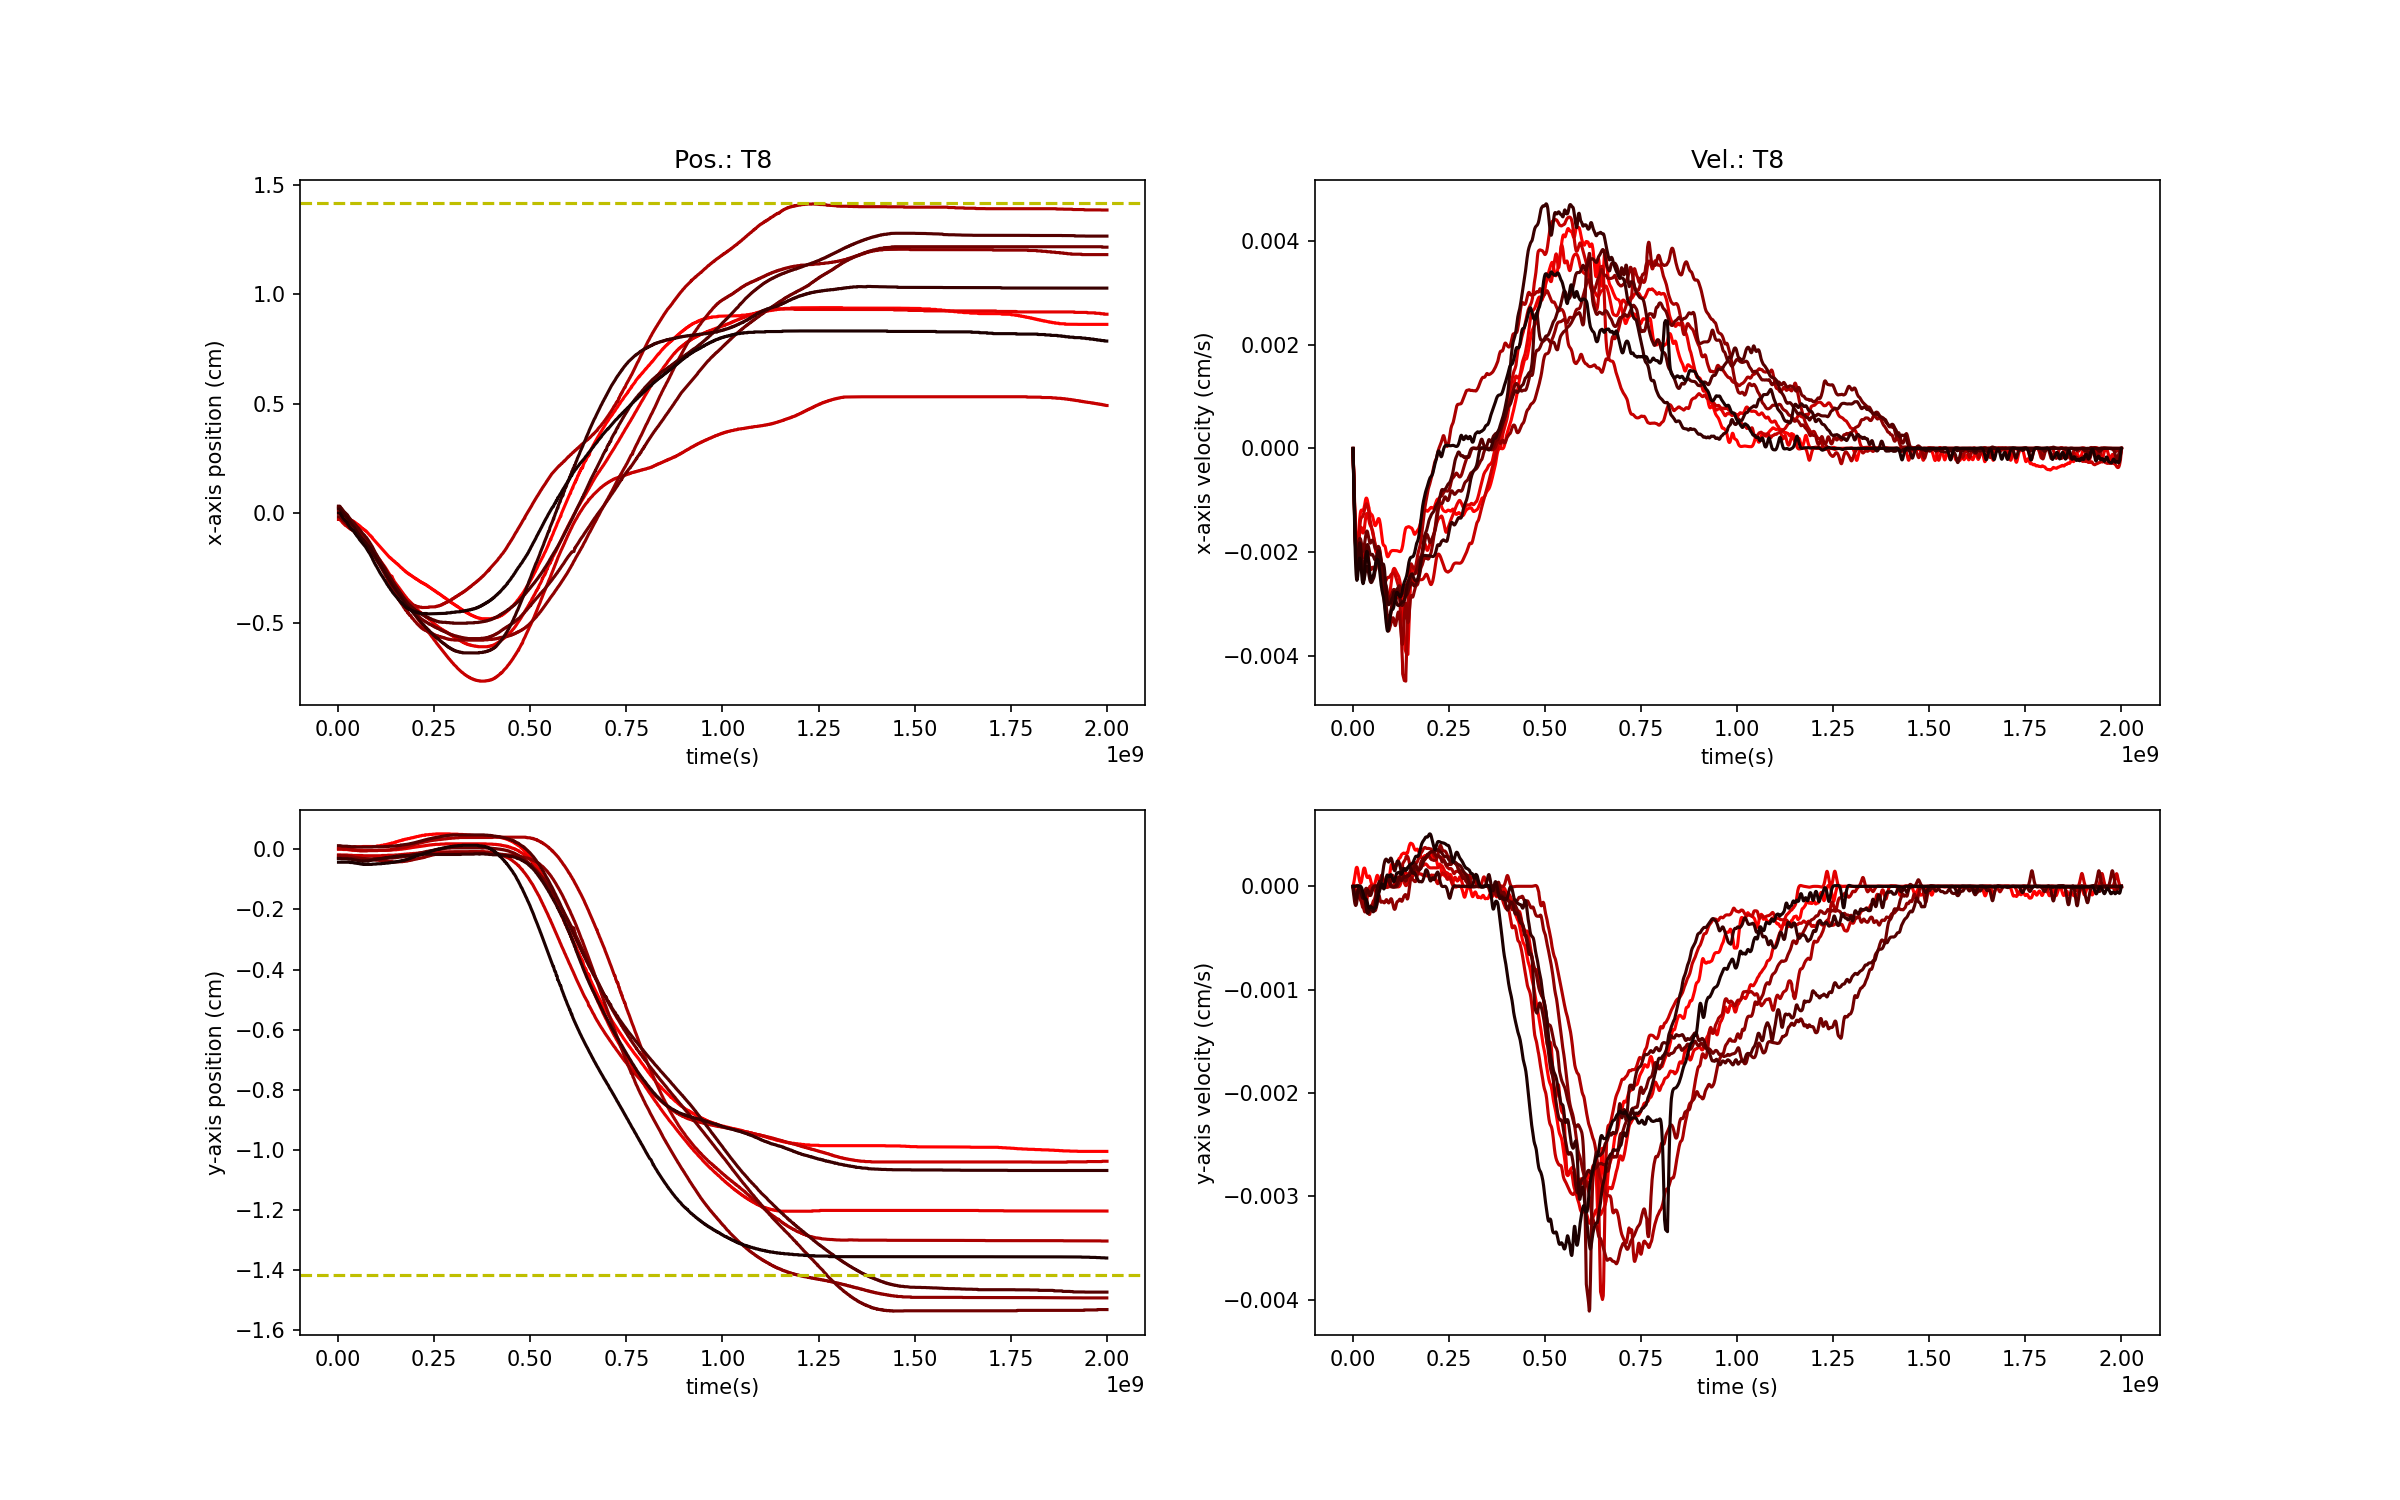 Pos.: T8
x-axis position (cm)
1.5
1.0
0.5
0.0
−0.5
0.00 0.25 0.50 0.75 1.00 1.25 1.50 1.75 2.00
time(s)
1e9
Vel.: T8
x-axis velocity (cm/s)
0.004
0.002
0.000
−0.002
−0.004
0.00 0.25 0.50 0.75 1.00 1.25 1.50 1.75 2.00
time(s)
1e9
y-axis position (cm)
0.0
−0.2
−0.4
−0.6
−0.8
−1.0
−1.2
−1.4
−1.6
0.00 0.25 0.50 0.75 1.00 1.25 1.50 1.75 2.00
time(s)
1e9
y-axis velocity (cm/s)
0.000
−0.001
−0.002
−0.003
−0.004
0.00 0.25 0.50 0.75 1.00 1.25 1.50 1.75 2.00
time (s)
1e9